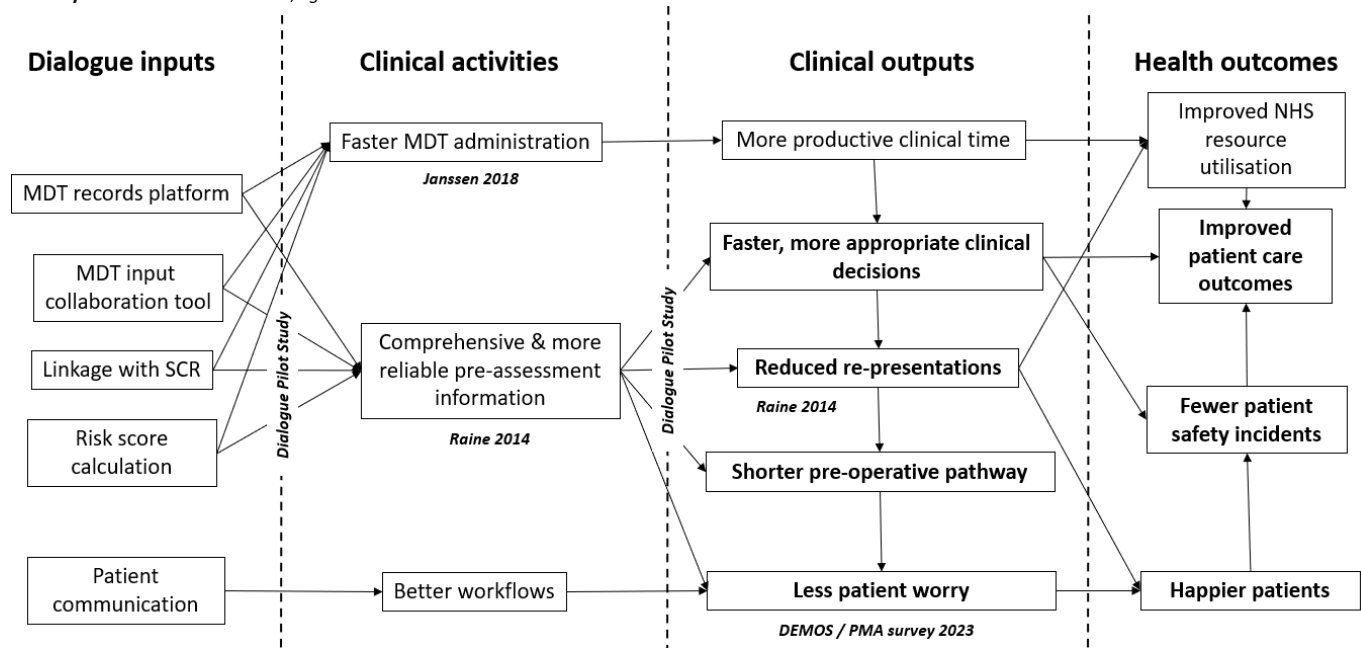 Dialogue inputs
Clinical activities
Clinical outputs
Health outcomes
MDT records platform
MDT input
collaboration tool
Linkage with SCR
Risk score
calculation
Patient
communication
Dialogue Pilot Study
Faster MDT administration
Janssen 2018
Comprehensive & more
reliable pre-assessment
information
Raine 2014
Better workflows
Dialogue Pilot Study
More productive clinical time
Faster, more appropriate clinical
decisions
Reduced re-presentations
Raine 2014
Shorter pre-operative pathway
Less patient worry
DEMOS / PMA survey 2023
Improved NHS
resource
utilisation
Improved
patient care
outcomes
Fewer patient
safety incidents
Happier patients